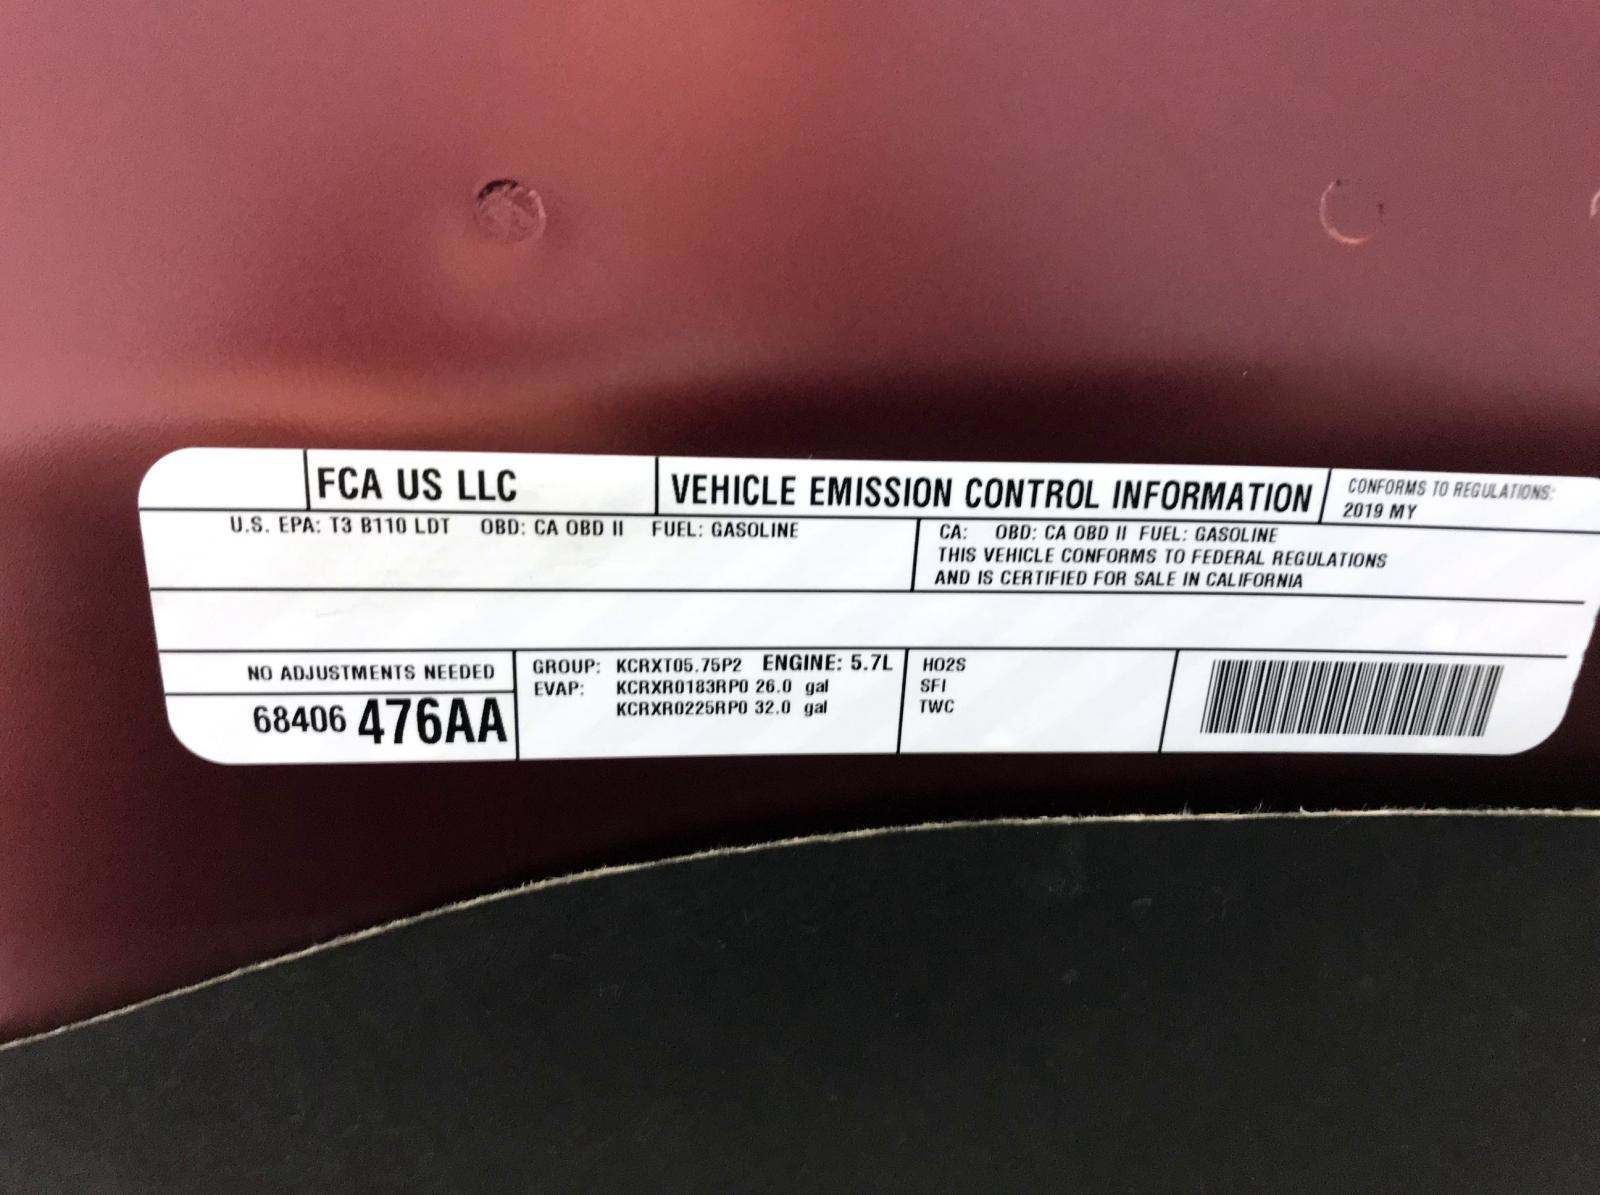 FCA US LLC
VEHICLE EMISSION CONTROL INFORMATION
CONFORMS TO REGULATIONS:
2019 MY
U.S. EPA: T3 B110 LDT OBD: CA OBD II FUEL: GASOLINE
CA: OBD: CA OBD II FUEL: GASOLINE
THIS VEHICLE CONFORMS TO FEDERAL REGULATIONS
AND IS CERTIFIED FOR SALE IN CALIFORNIA
NO ADJUSTMENTS NEEDED
68406 476AA
GROUP: KCRXT05.75P2 ENGINE: 5.7L
EVAP: KCRXR0183RP0 26.0 gal
KCRXR0225RP0 32.0 gal
HO2S
SFI
TWC